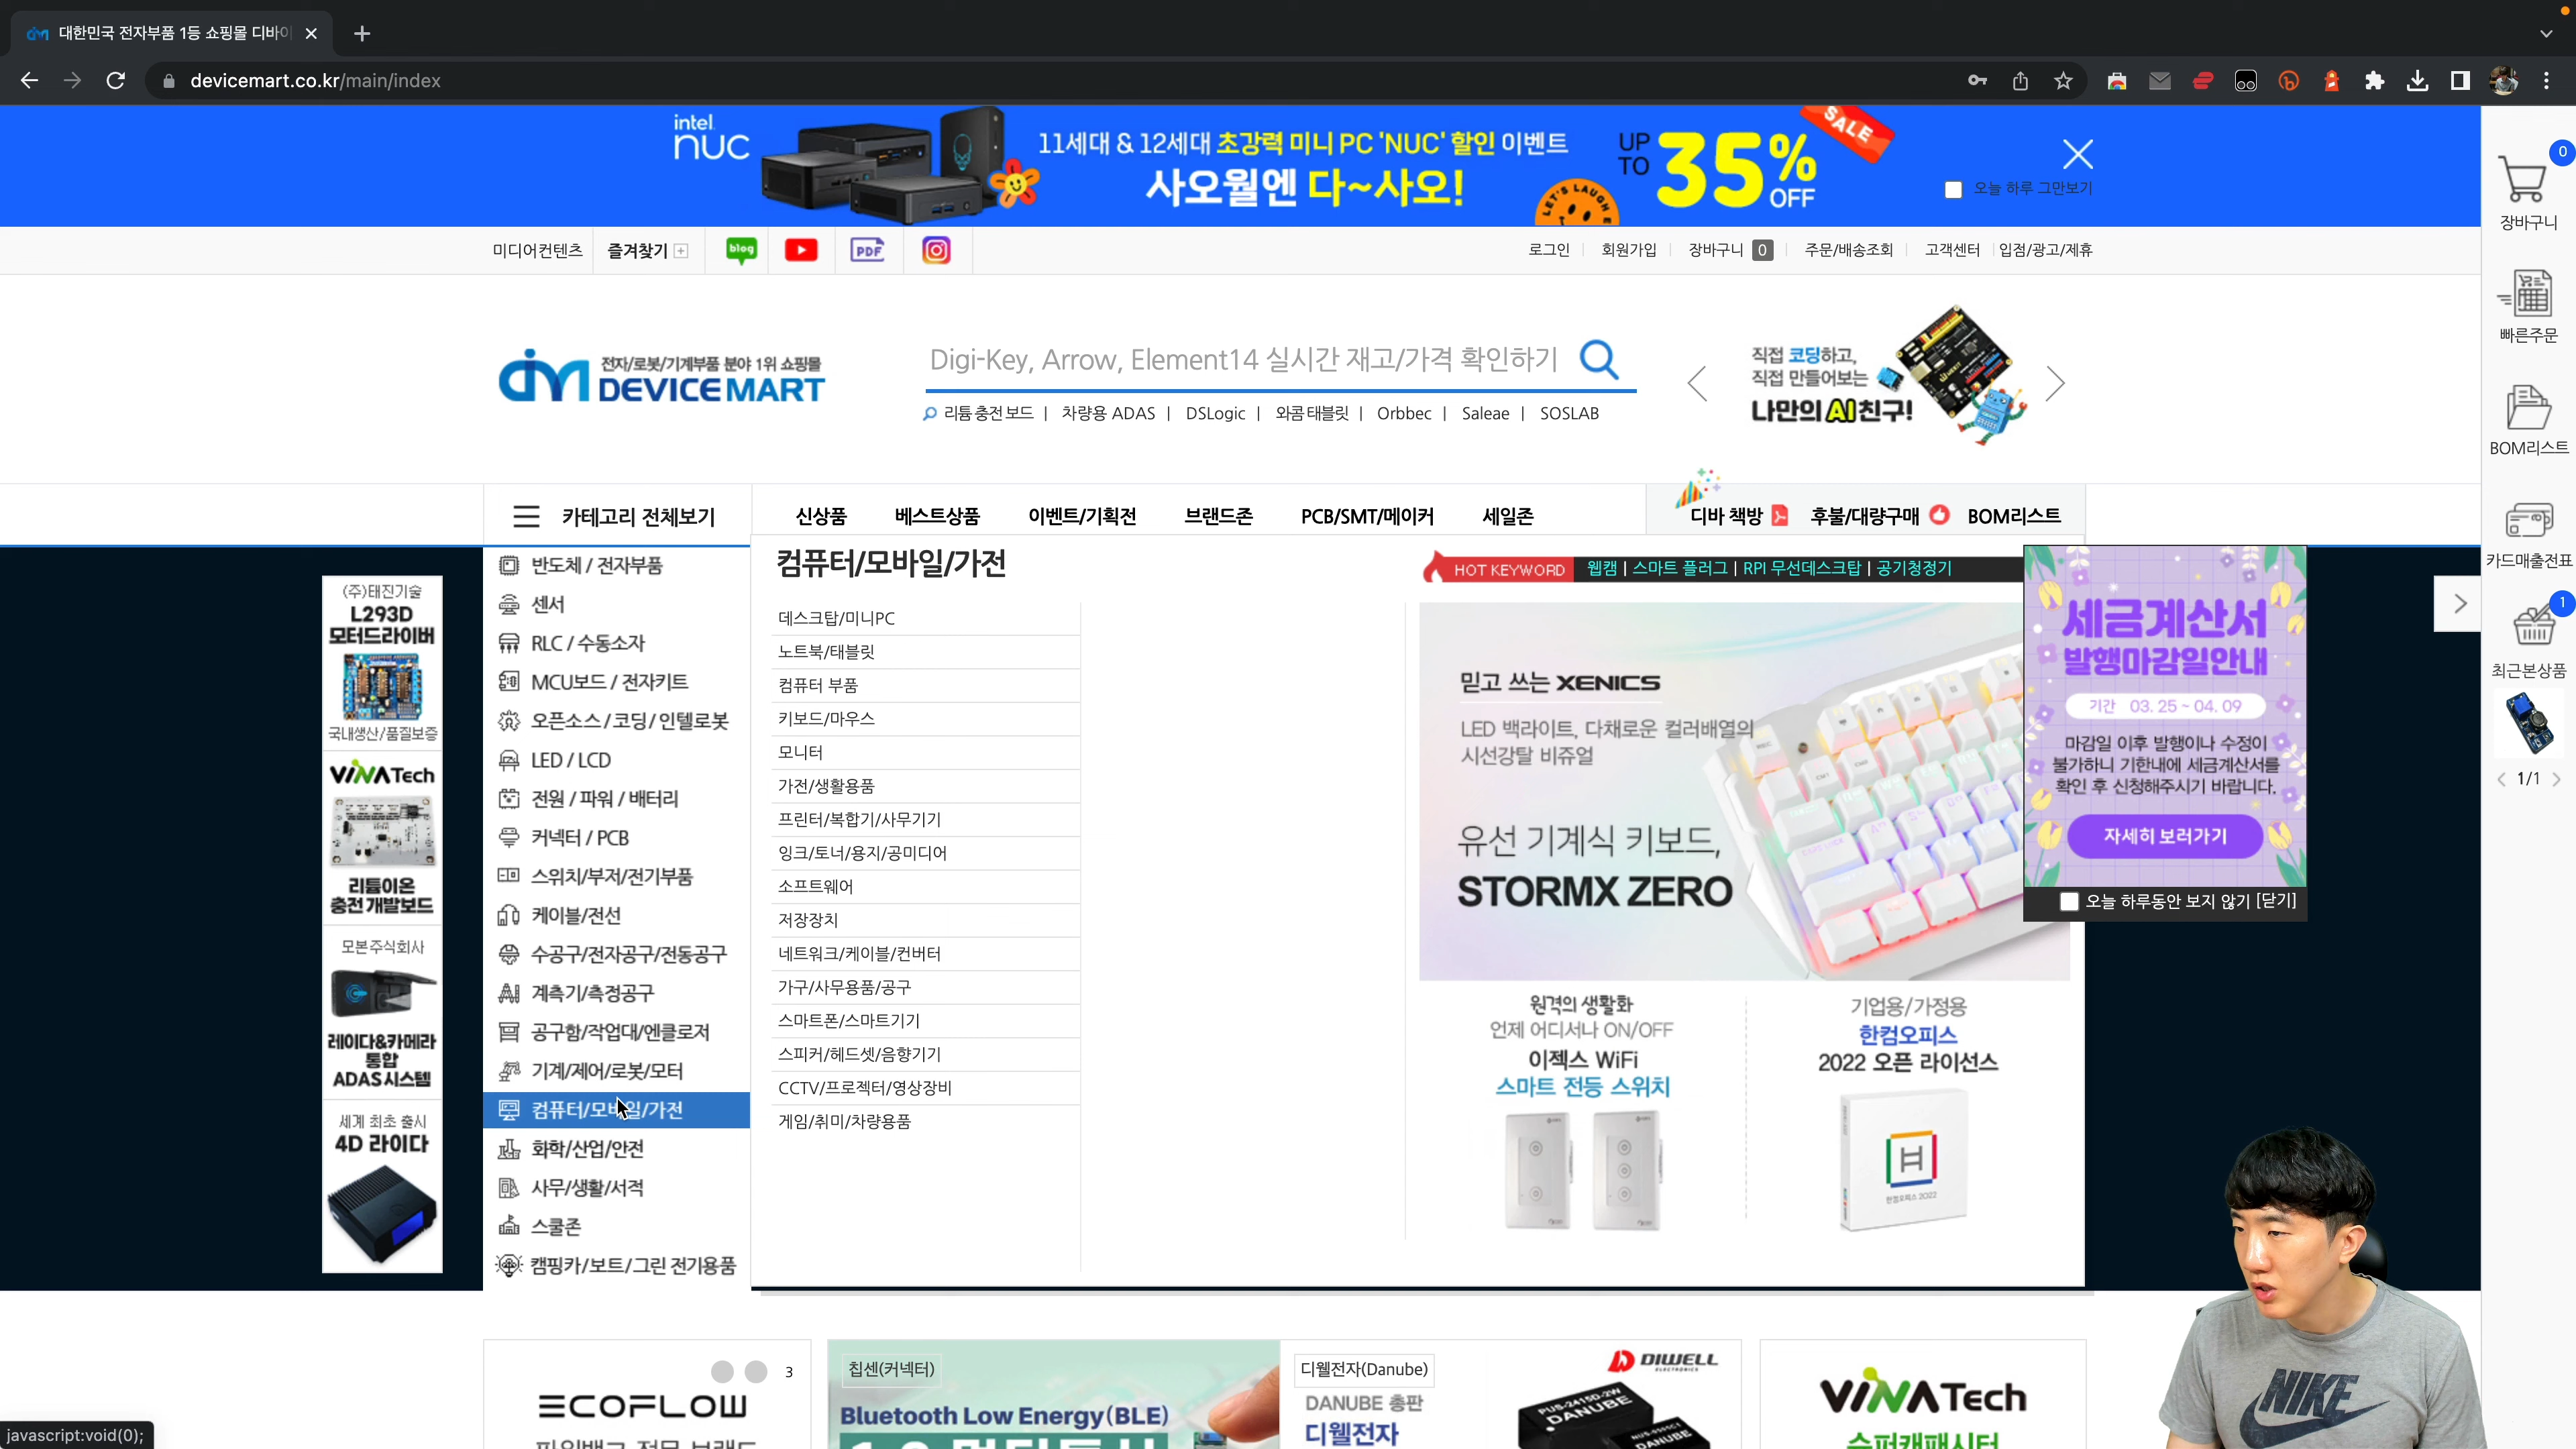 대한민국 전자부품 1등 쇼핑몰 디바이
devicemart.co.kr/main/index
intel
nuc
11세대 & 12세대 초강력 미니 PC 'NUC' 할인 이벤트
사오월엔 다~사오!
UP TO 35% OFF
SALE
LET'S LAUGH
오늘 하루 그만보기
미디어컨텐츠
즐겨찾기
blog
PDF
로그인
회원가입
장바구니 0
주문/배송조회
고객센터
입점/광고/제휴
전자/로봇/기계부품 분야 1위 쇼핑몰
DEVICE MART
Digi-Key, Arrow, Element14 실시간 재고/가격 확인하기
리튬 충전 보드 | 차량용 ADAS | DSLogic | 와콤 태블릿 | Orbbec | Saleae | SOSLAB
직접 코딩하고,
직접 만들어보는
나만의 AI 친구!
카테고리 전체보기
신상품
베스트상품
이벤트/기획전
브랜드존
PCB/SMT/메이커
세일존
디바 책방
후불/대량구매
BOM리스트
반도체 / 전자부품
센서
RLC / 수동소자
MCU보드 / 전자키트
오픈소스 / 코딩 / 인텔로봇
LED / LCD
전원 / 파워 / 배터리
커넥터 / PCB
스위치/부저/전기부품
케이블/전선
수공구/전자공구/전동공구
계측기/측정공구
공구함/작업대/엔클로저
기계/제어/로봇/모터
컴퓨터/모바일/가전
화학/산업/안전
사무/생활/서적
스쿨존
캠핑카/보트/그린 전기용품
컴퓨터/모바일/가전
데스크탑/미니PC
노트북/태블릿
컴퓨터 부품
키보드/마우스
모니터
가전/생활용품
프린터/복합기/사무기기
잉크/토너/용지/공미디어
소프트웨어
저장장치
네트워크/케이블/컨버터
가구/사무용품/공구
스마트폰/스마트기기
스피커/헤드셋/음향기기
CCTV/프로젝터/영상장비
게임/취미/차량용품
HOT KEYWORD
웹캠 | 스마트 플러그 | RPI 무선데스크탑 | 공기청정기
믿고 쓰는 XENICS
LED 백라이트, 다채로운 컬러배열의
시선강탈 비쥬얼
유선 기계식 키보드,
STORMX ZERO
원격의 생활화
언제 어디서나 ON/OFF
이젝스 WiFi
스마트 전등 스위치
기업용/가정용
한컴오피스
2022 오픈 라이선스
한컴오피스 2022
세금계산서
발행마감일안내
기간 03. 25 ~ 04. 09
마감일 이후 발행이나 수정이
불가하니 기한내에 세금계산서를
확인 후 신청해주시기 바랍니다.
자세히 보러가기
오늘 하루동안 보지 않기 [닫기]
(주)태진기술
L293D
모터드라이버
국내생산/품질보증
VINATech
리튬이온
충전 개발보드
모본주식회사
레이다&카메라
통합
ADAS 시스템
세계 최초 출시
4D 라이다
0
장바구니
빠른주문
BOM리스트
카드매출전표
1
최근본상품
1/1
3
ECOFLOW
칩센(커넥터)
Bluetooth Low Energy(BLE)
디웰전자(Danube)
DANUBE 총판
디웰전자
DIWELL
ELECTRONICS
PUS-2415D-2W
DANUBE
DANUBE
VINATech
슈퍼캐패시터
NIKE
javascript:void(0);